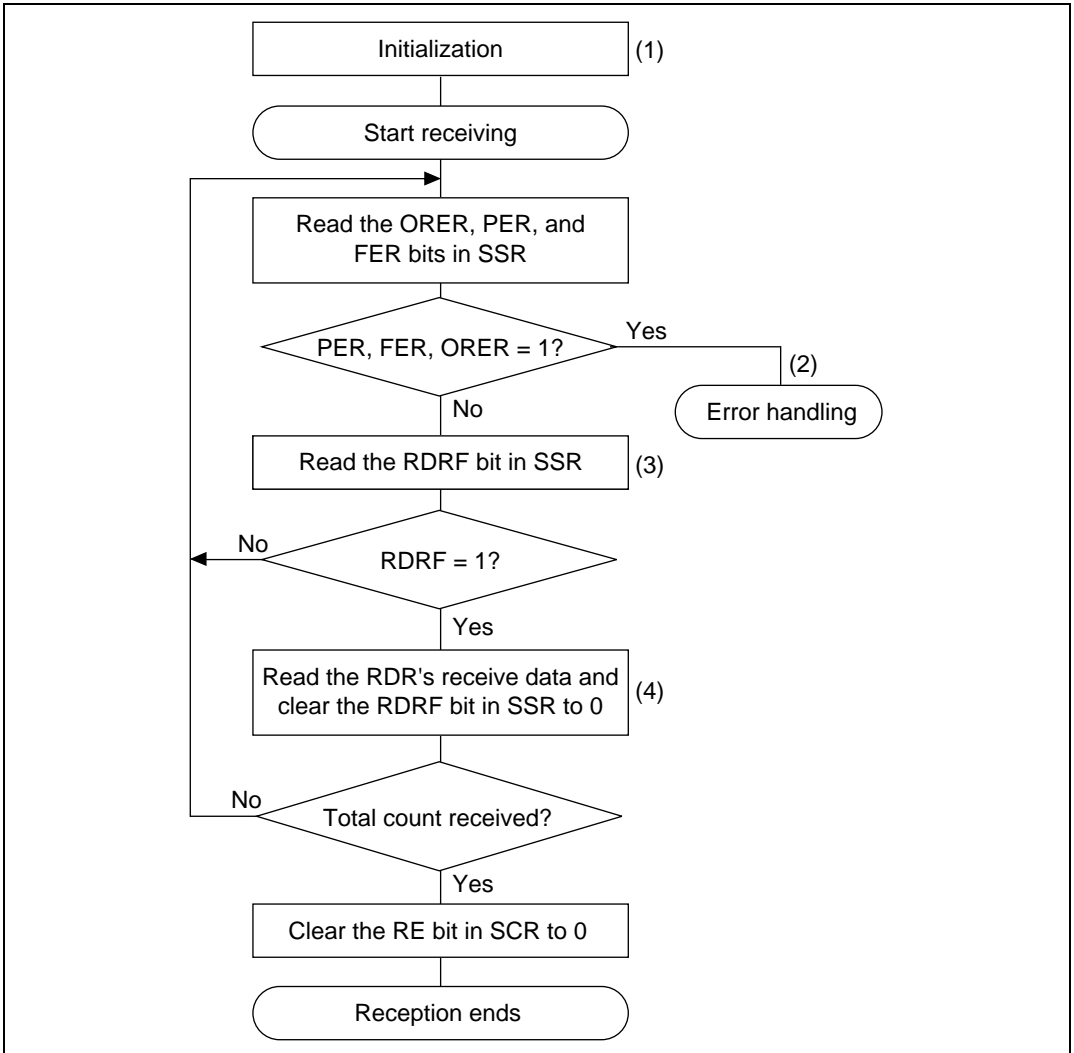 Initialization
(1)
Start receiving
Read the ORER, PER, and
FER bits in SSR
PER, FER, ORER = 1?
Yes
(2)
Error handling
No
Read the RDRF bit in SSR
(3)
No
RDRF = 1?
Yes
Read the RDR's receive data and
clear the RDRF bit in SSR to 0
(4)
No
Total count received?
Yes
Clear the RE bit in SCR to 0
Reception ends